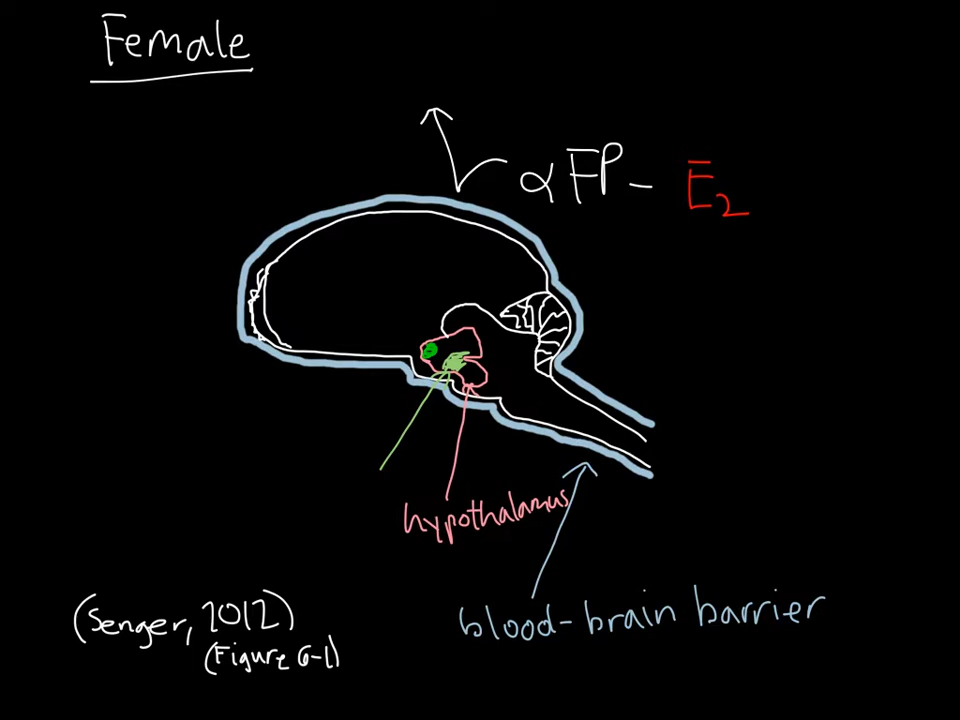 Female
αFP - E₂
hypothalamus
blood-brain barrier
(Senger, 2012)
(Figure 6-1)